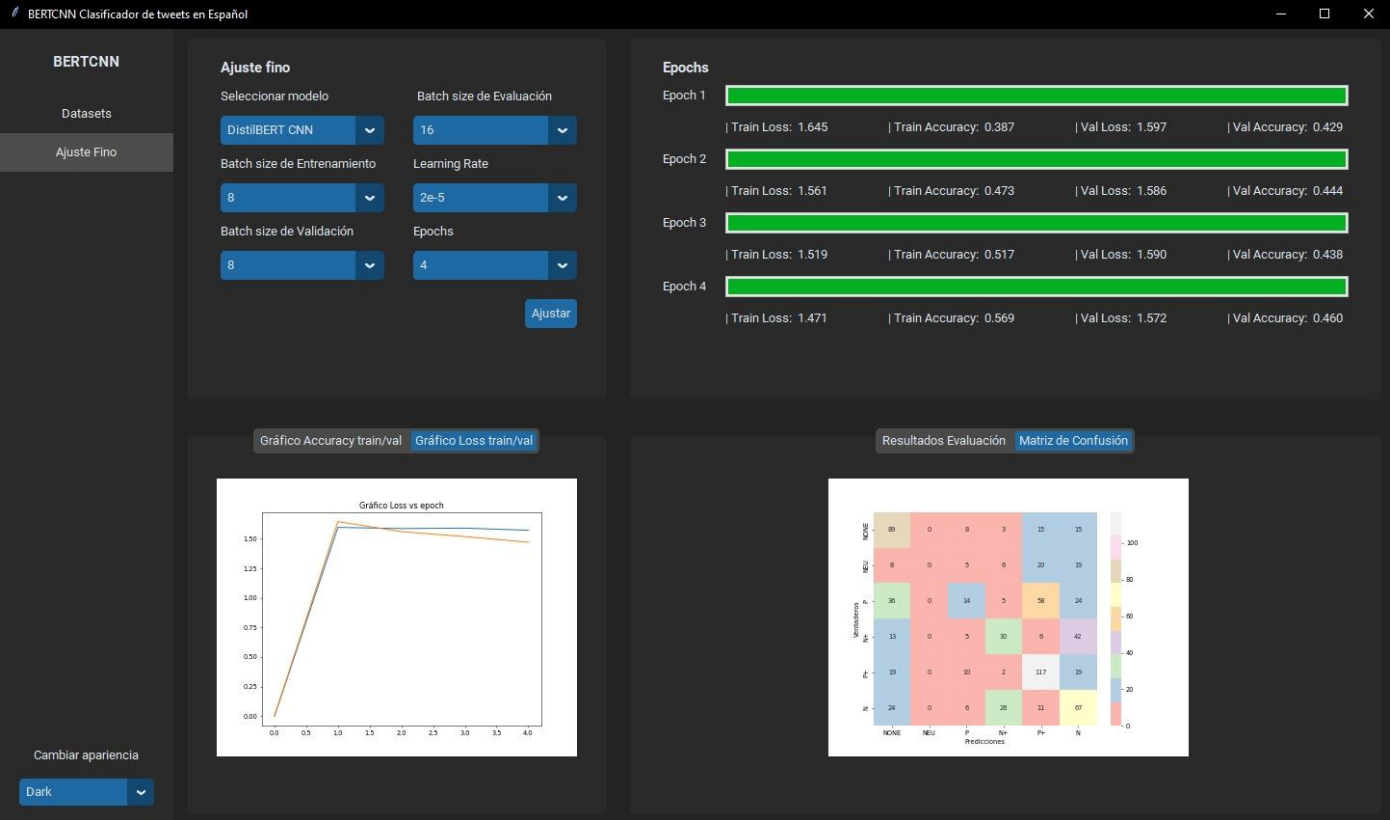 BERTCNN Clasificador de tweets en Español
BERTCNN
Datasets
Ajuste Fino
Cambiar apariencia
Dark
Ajuste fino
Seleccionar modelo Batch size de Evaluación
DistilBERT CNN 16
Batch size de Entrenamiento Learning Rate
8 2e-5
Batch size de Validación Epochs
8 4
Ajustar
Epochs
Epoch 1
| Train Loss: 1.645 | Train Accuracy: 0.387 | Val Loss: 1.597 | Val Accuracy: 0.429
Epoch 2
| Train Loss: 1.561 | Train Accuracy: 0.473 | Val Loss: 1.586 | Val Accuracy: 0.444
Epoch 3
| Train Loss: 1.519 | Train Accuracy: 0.517 | Val Loss: 1.590 | Val Accuracy: 0.438
Epoch 4
| Train Loss: 1.471 | Train Accuracy: 0.569 | Val Loss: 1.572 | Val Accuracy: 0.460
Gráfico Accuracy train/val Gráfico Loss train/val
Gráfico Loss vs epoch
1.50
1.25
1.00
0.75
0.50
0.25
0.00
0.0 0.5 1.0 1.5 2.0 2.5 3.0 3.5 4.0
Resultados Evaluación Matriz de Confusión
Verdaderos
NONE 89 0 8 3 15 15
NEU 8 0 5 6 20 19
P 36 0 14 5 58 24
N+ 13 0 5 30 6 42
P+ 19 0 10 2 117 19
N 24 0 6 26 11 67
NONE NEU P N+ P+ N
Predicciones
100
80
60
40
20
0